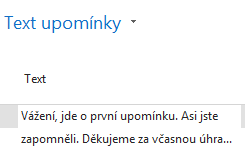 Text upomínky
Text
Vážení, jde o první upomínku. Asi jste
zapomněli. Děkujeme za včasnou úhra...